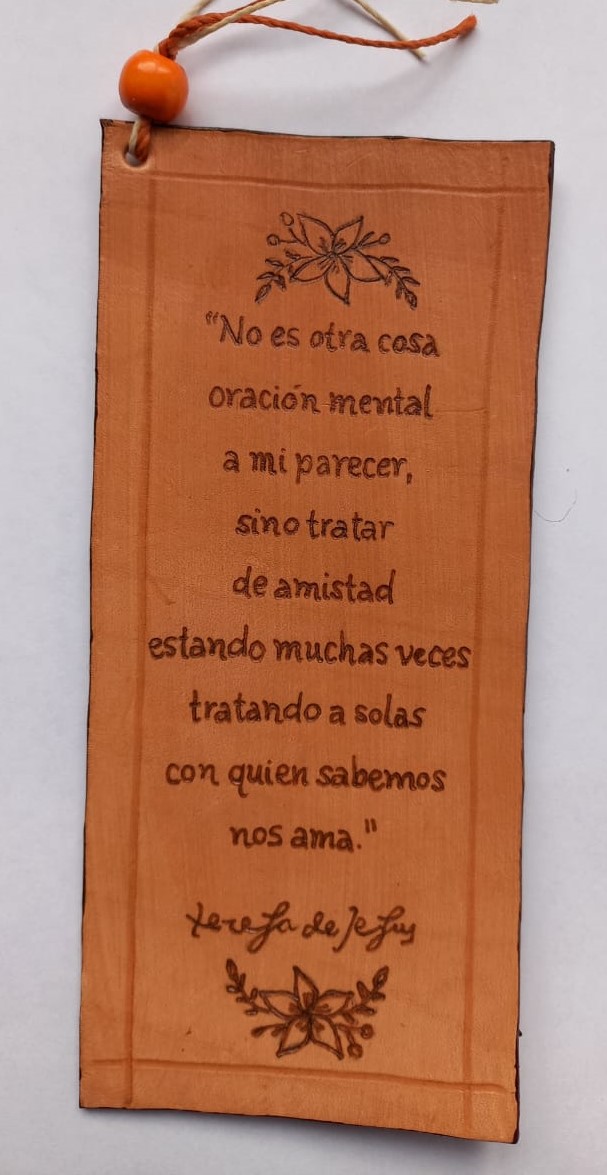 “No es otra cosa
oración mental
a mi parecer,
sino tratar
de amistad
estando muchas veces
tratando a solas
con quien sabemos
nos ama."
teresa de Jesus